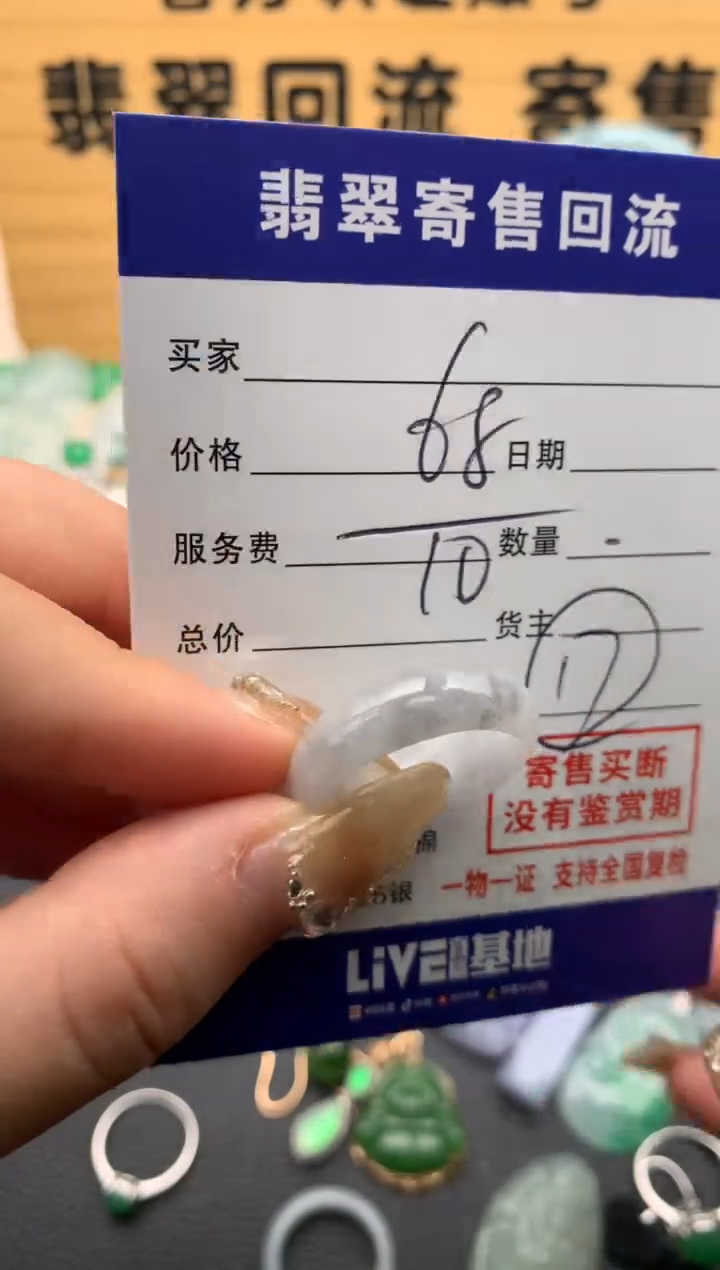 翡翠回流 寄售
翡翠寄售回流
买家
价格 68 日期
服务费 10 数量 -
总价 货主 17
寄售买断
没有鉴赏期
银
一物一证 支持全国复检
LiVE 基地